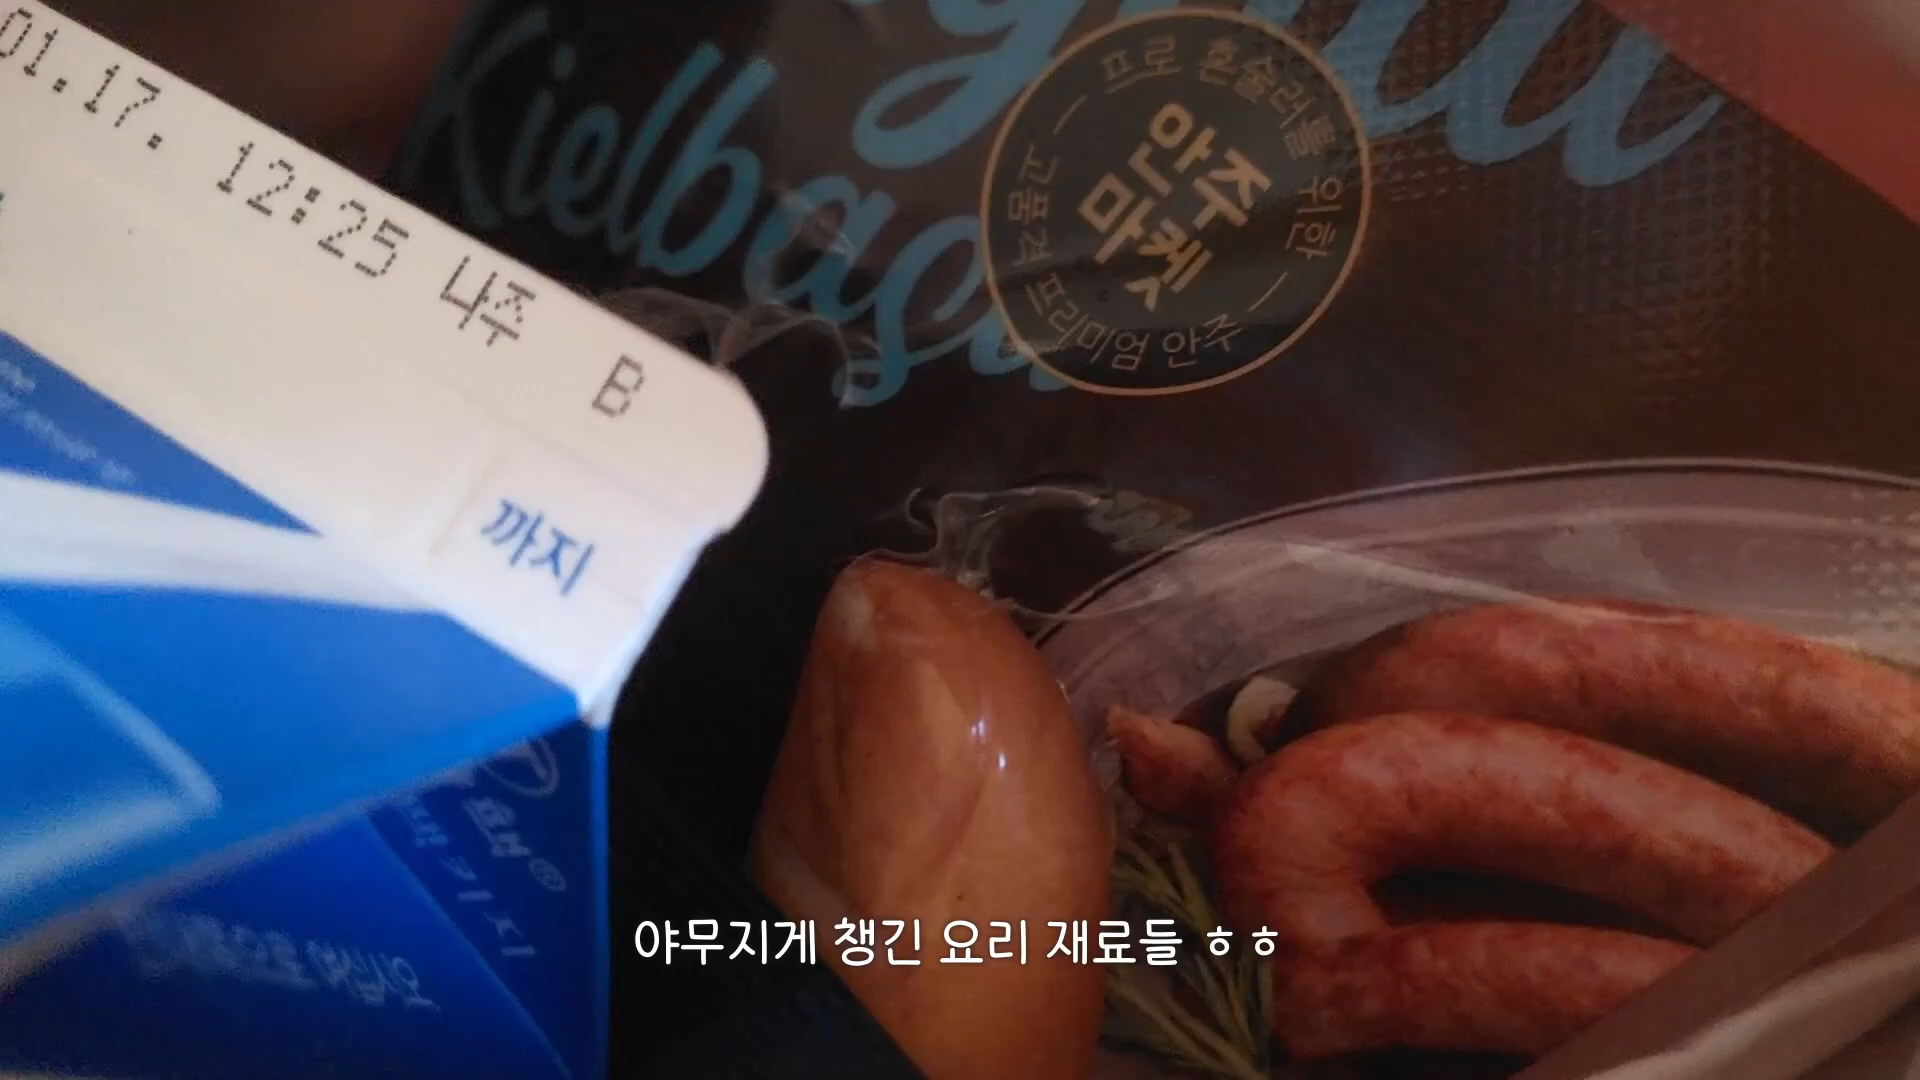 01.17. 12:25 나주 B
까지
Kielbasa
프로 혼술러를 위한
안주
마켓
고품격 프리미엄 안주
야무지게 챙긴 요리 재료들 ㅎㅎ